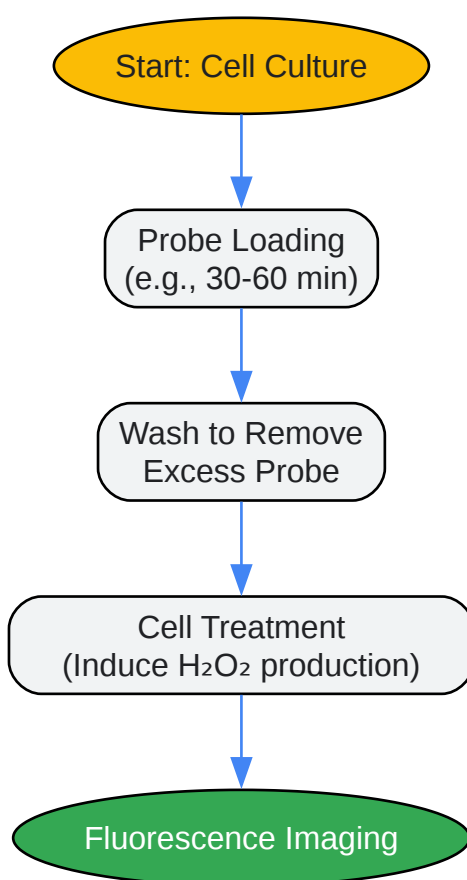 Start: Cell Culture
Probe Loading
(e.g., 30-60 min)
Wash to Remove
Excess Probe
Cell Treatment
(Induce H₂O₂ production)
Fluorescence Imaging